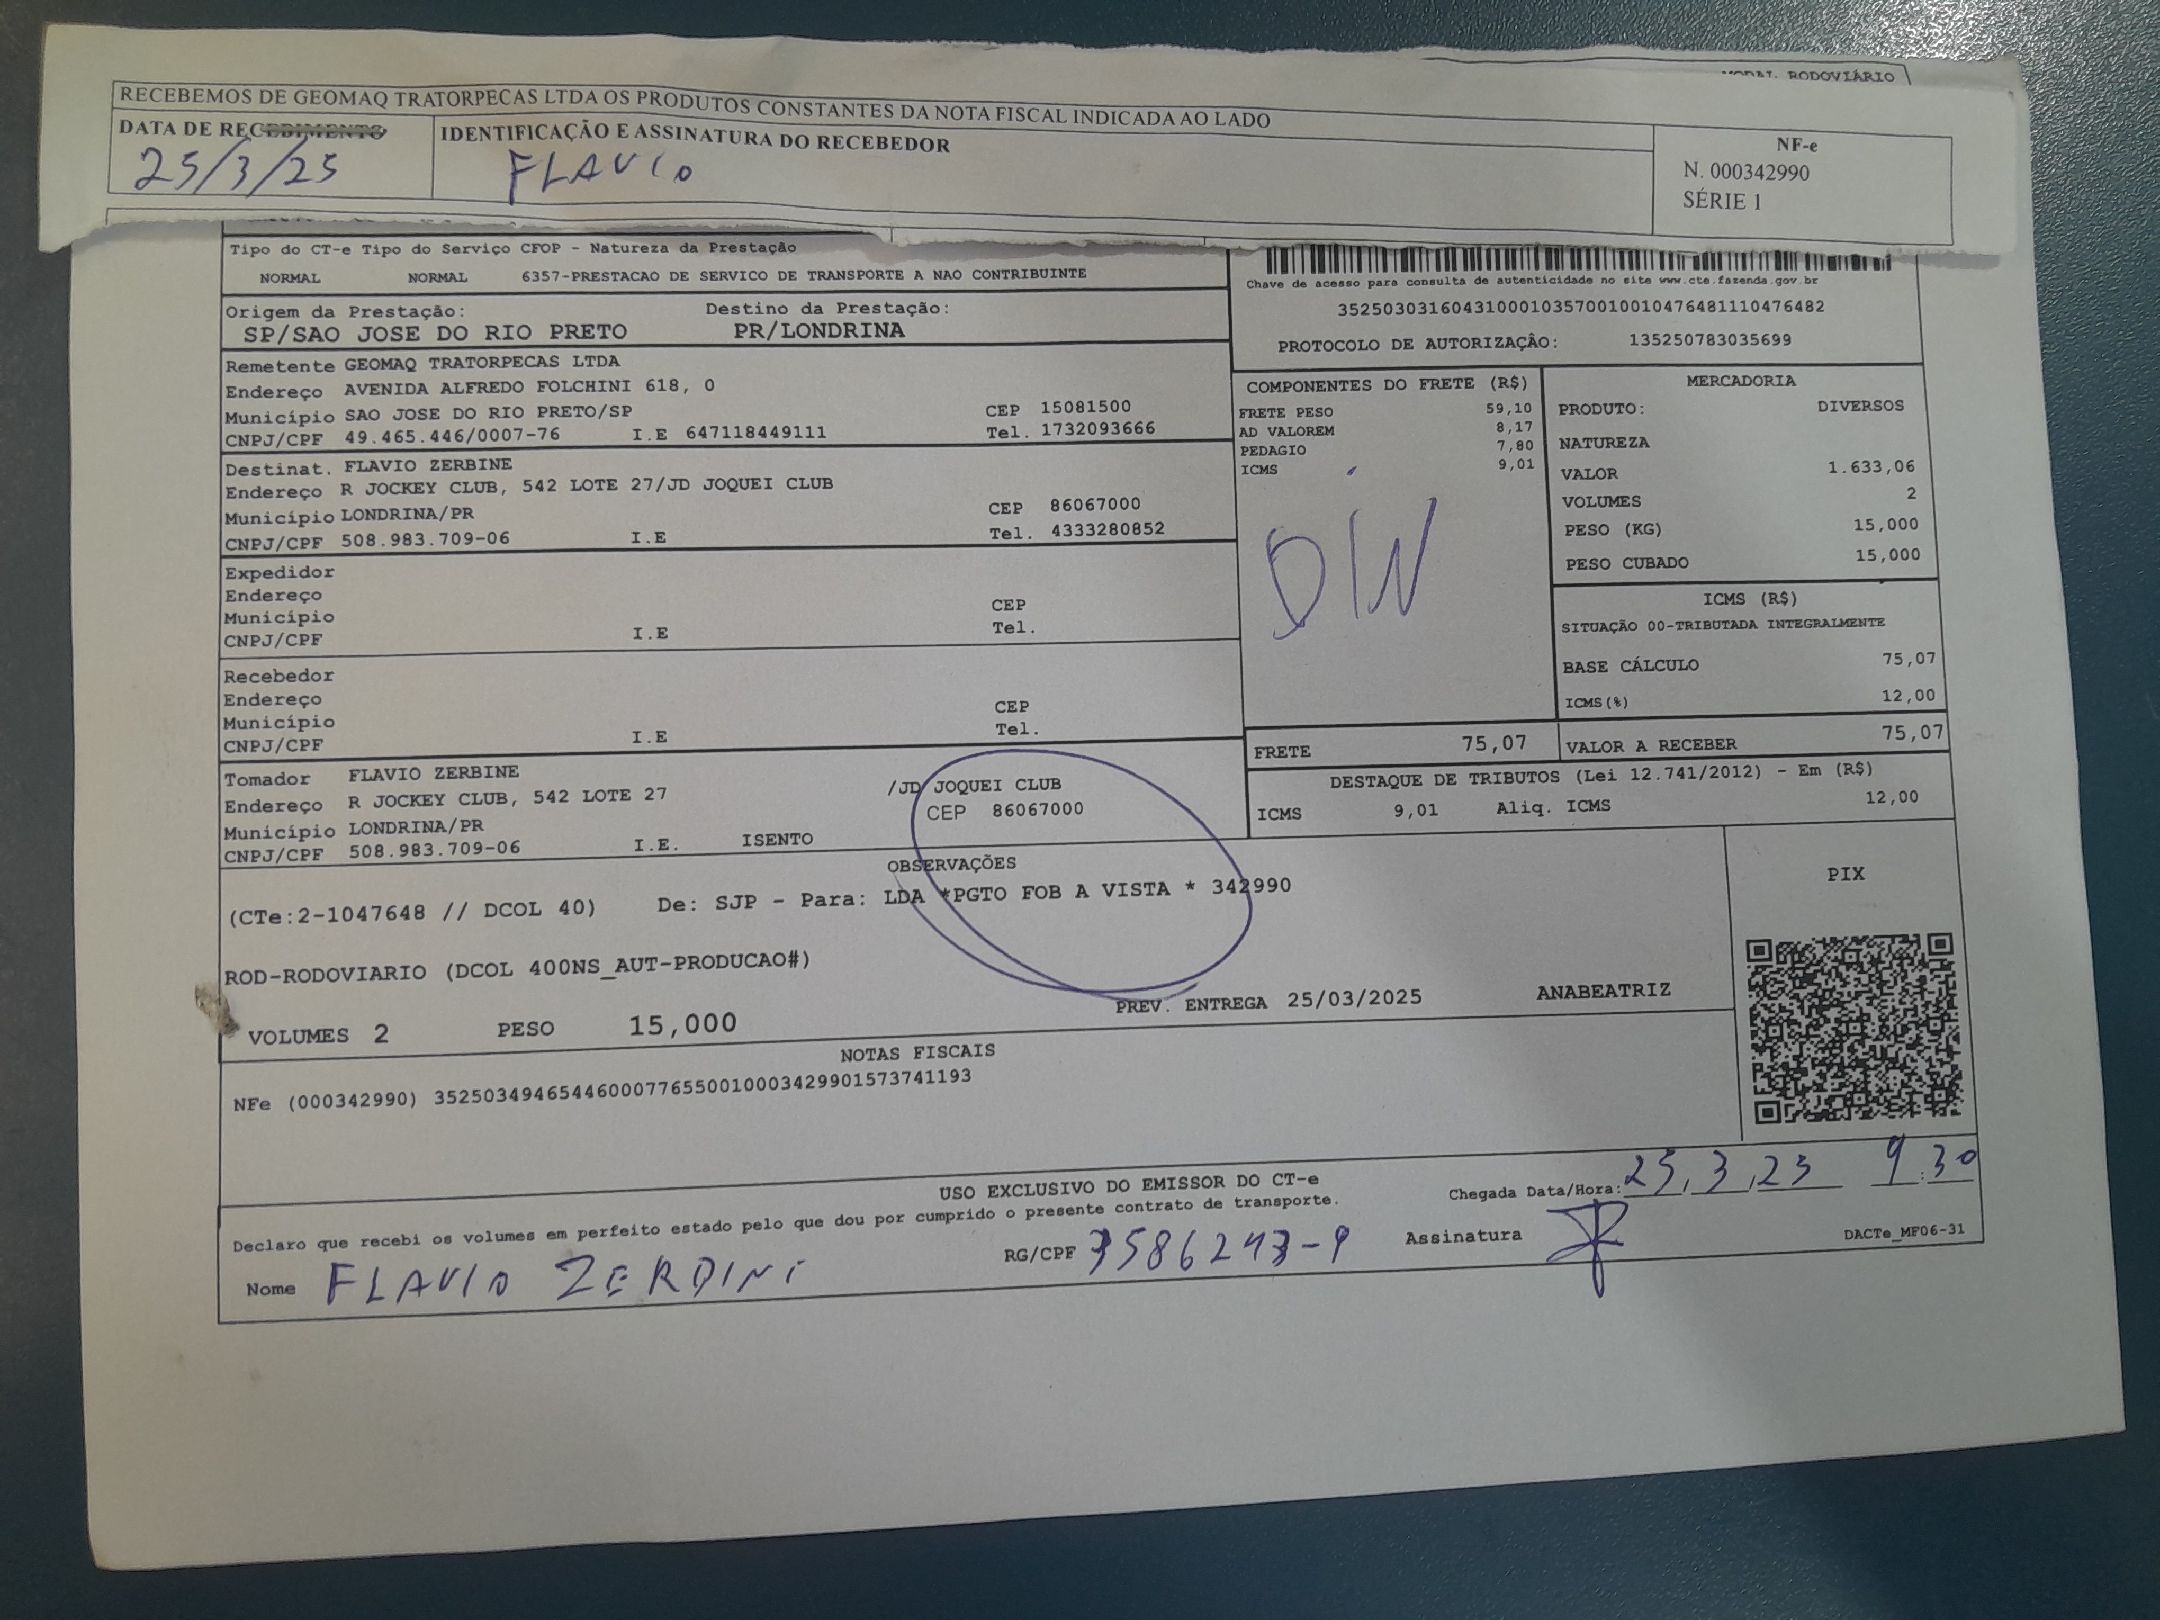 MODAL RODOVIÁRIO
RECEBEMOS DE GEOMAQ TRATORPECAS LTDA OS PRODUTOS CONSTANTES DA NOTA FISCAL INDICADA AO LADO
DATA DE RECEBIMENTO
25/3/25
IDENTIFICAÇÃO E ASSINATURA DO RECEBEDOR
FLAVIO
NF-e
N. 000342990
SÉRIE 1
Tipo do CT-e Tipo do Serviço CFOP - Natureza da Prestação
NORMAL NORMAL 6357-PRESTACAO DE SERVICO DE TRANSPORTE A NAO CONTRIBUINTE
Chave de acesso para consulta de autenticidade no site www.cte.fazenda.gov.br
35250303160431000103570010010476481110476482
PROTOCOLO DE AUTORIZAÇÂO: 135250783035699
Origem da Prestação: Destino da Prestação:
SP/SAO JOSE DO RIO PRETO PR/LONDRINA
Remetente GEOMAQ TRATORPECAS LTDA
Endereço AVENIDA ALFREDO FOLCHINI 618, 0
Município SAO JOSE DO RIO PRETO/SP CEP 15081500
CNPJ/CPF 49.465.446/0007-76 I.E 647118449111 Tel. 1732093666
Destinat. FLAVIO ZERBINE
Endereço R JOCKEY CLUB, 542 LOTE 27/JD JOQUEI CLUB
Município LONDRINA/PR CEP 86067000
CNPJ/CPF 508.983.709-06 I.E Tel. 4333280852
Expedidor
Endereço
Município CEP
CNPJ/CPF I.E Tel.
Recebedor
Endereço
Município CEP
CNPJ/CPF I.E Tel.
Tomador FLAVIO ZERBINE /JD JOQUEI CLUB
Endereço R JOCKEY CLUB, 542 LOTE 27 CEP 86067000
Município LONDRINA/PR
CNPJ/CPF 508.983.709-06 I.E. ISENTO
COMPONENTES DO FRETE (R$)
FRETE PESO 59,10
AD VALOREM 8,17
PEDAGIO 7,80
ICMS 9,01
DIN
FRETE 75,07
MERCADORIA
PRODUTO: DIVERSOS
NATUREZA
VALOR 1.633,06
VOLUMES 2
PESO (KG) 15,000
PESO CUBADO 15,000
ICMS (R$)
SITUAÇÃO 00-TRIBUTADA INTEGRALMENTE
BASE CÁLCULO 75,07
ICMS(%) 12,00
VALOR A RECEBER 75,07
DESTAQUE DE TRIBUTOS (Lei 12.741/2012) - Em (R$)
ICMS 9,01 Aliq. ICMS 12,00
OBSERVAÇÕES
(CTe:2-1047648 // DCOL 40) De: SJP - Para: LDA *PGTO FOB A VISTA * 342990
ROD-RODOVIARIO (DCOL 400NS_AUT-PRODUCAO#)
VOLUMES 2 PESO 15,000 PREV. ENTREGA 25/03/2025 ANABEATRIZ
PIX
NOTAS FISCAIS
NFe (000342990) 35250349465446000776550010003429901573741193
USO EXCLUSIVO DO EMISSOR DO CT-e
Declaro que recebi os volumes em perfeito estado pelo que dou por cumprido o presente contrato de transporte.
Chegada Data/Hora: 25,3,25 9:30
Nome FLAVIO ZERBINI RG/CPF 3586243-9 Assinatura
DACTe_MF06-31